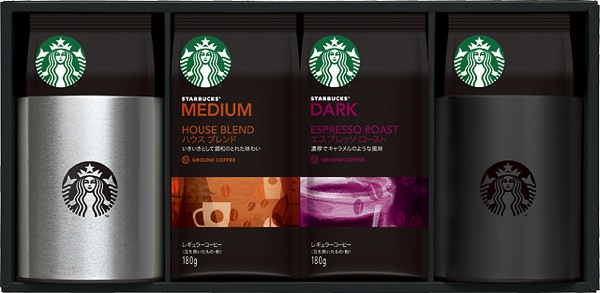 STARBUCKS®
MEDIUM
HOUSE BLEND
ハウス ブレンド
いきいきとして調和のとれた味わい
GROUND COFFEE
レギュラーコーヒー
(豆を挽いたもの・粉)
180g
STARBUCKS®
DARK
ESPRESSO ROAST
エスプレッソ ロースト
濃厚でキャラメルのような風味
GROUND COFFEE
レギュラーコーヒー
(豆を挽いたもの・粉)
180g